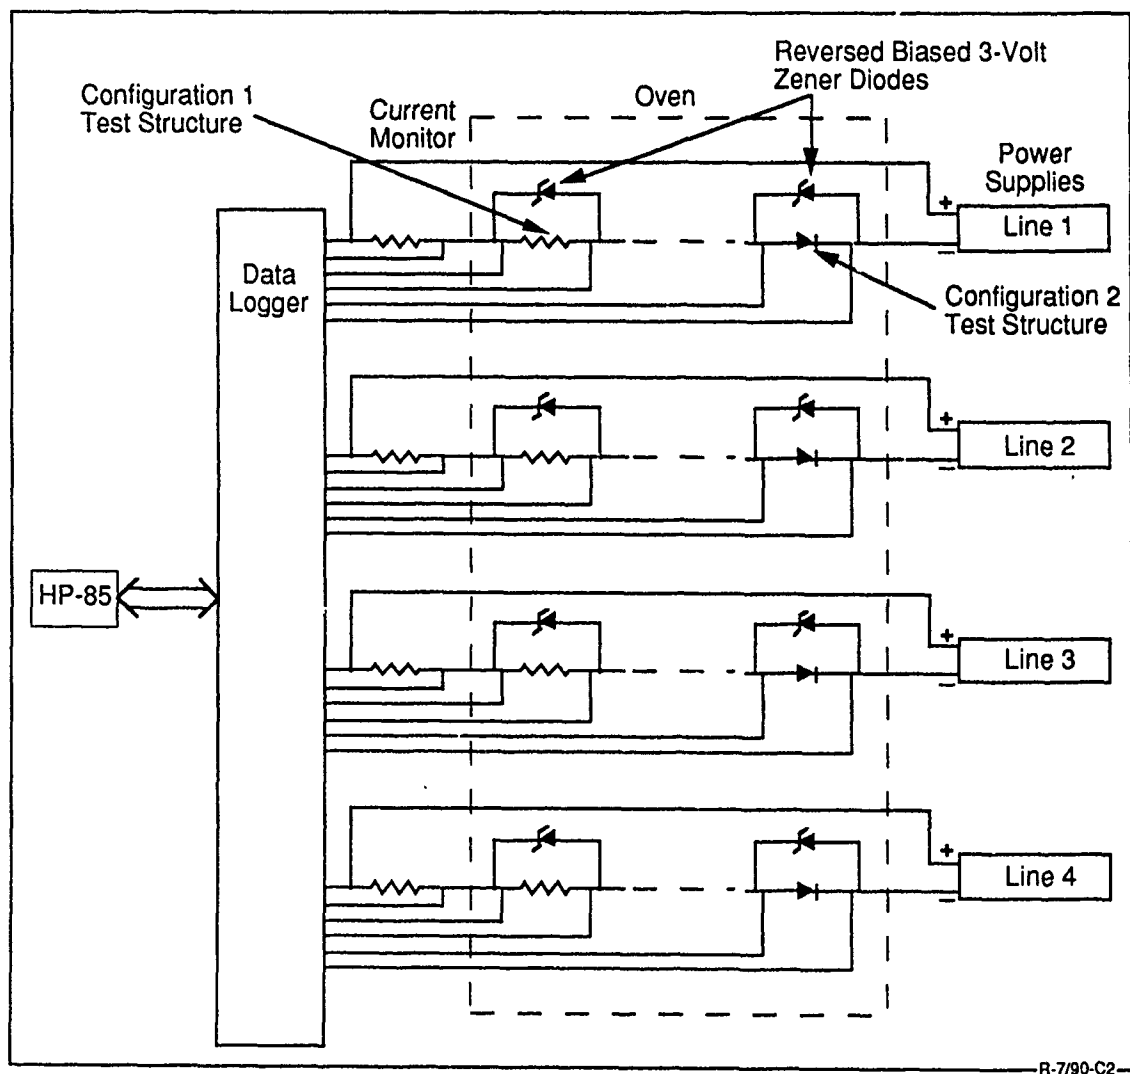 Reversed Biased 3-Volt
Zener Diodes
Configuration 1
Test Structure
Current
Monitor
Oven
Power
Supplies
+
Line 1
−
Data
Logger
Configuration 2
Test Structure
+
Line 2
−
HP-85
+
Line 3
−
+
Line 4
−
R-7/90-C2